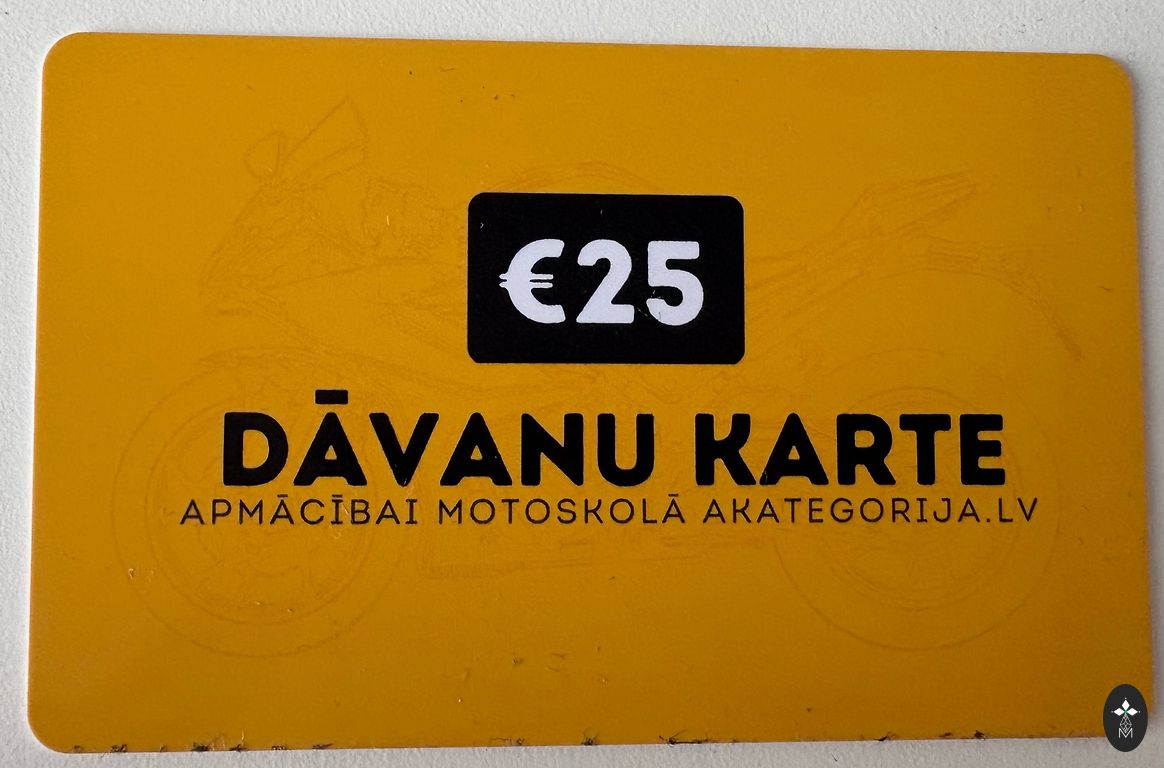 €25
DĀVANU KARTE
APMĀCĪBAI MOTOSKOLĀ AKATEGORIJA.LV
M